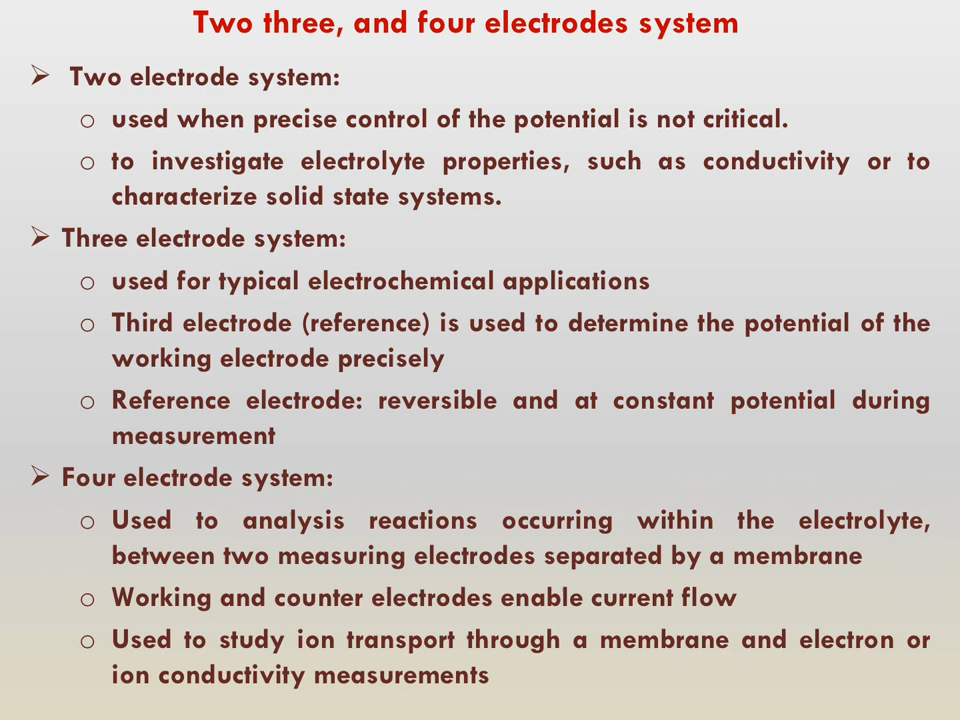 Two three, and four electrodes system
➢ Two electrode system:
o used when precise control of the potential is not critical.
o to investigate electrolyte properties, such as conductivity or to
characterize solid state systems.
➢ Three electrode system:
o used for typical electrochemical applications
o Third electrode (reference) is used to determine the potential of the
working electrode precisely
o Reference electrode: reversible and at constant potential during
measurement
➢ Four electrode system:
o Used to analysis reactions occurring within the electrolyte,
between two measuring electrodes separated by a membrane
o Working and counter electrodes enable current flow
o Used to study ion transport through a membrane and electron or
ion conductivity measurements